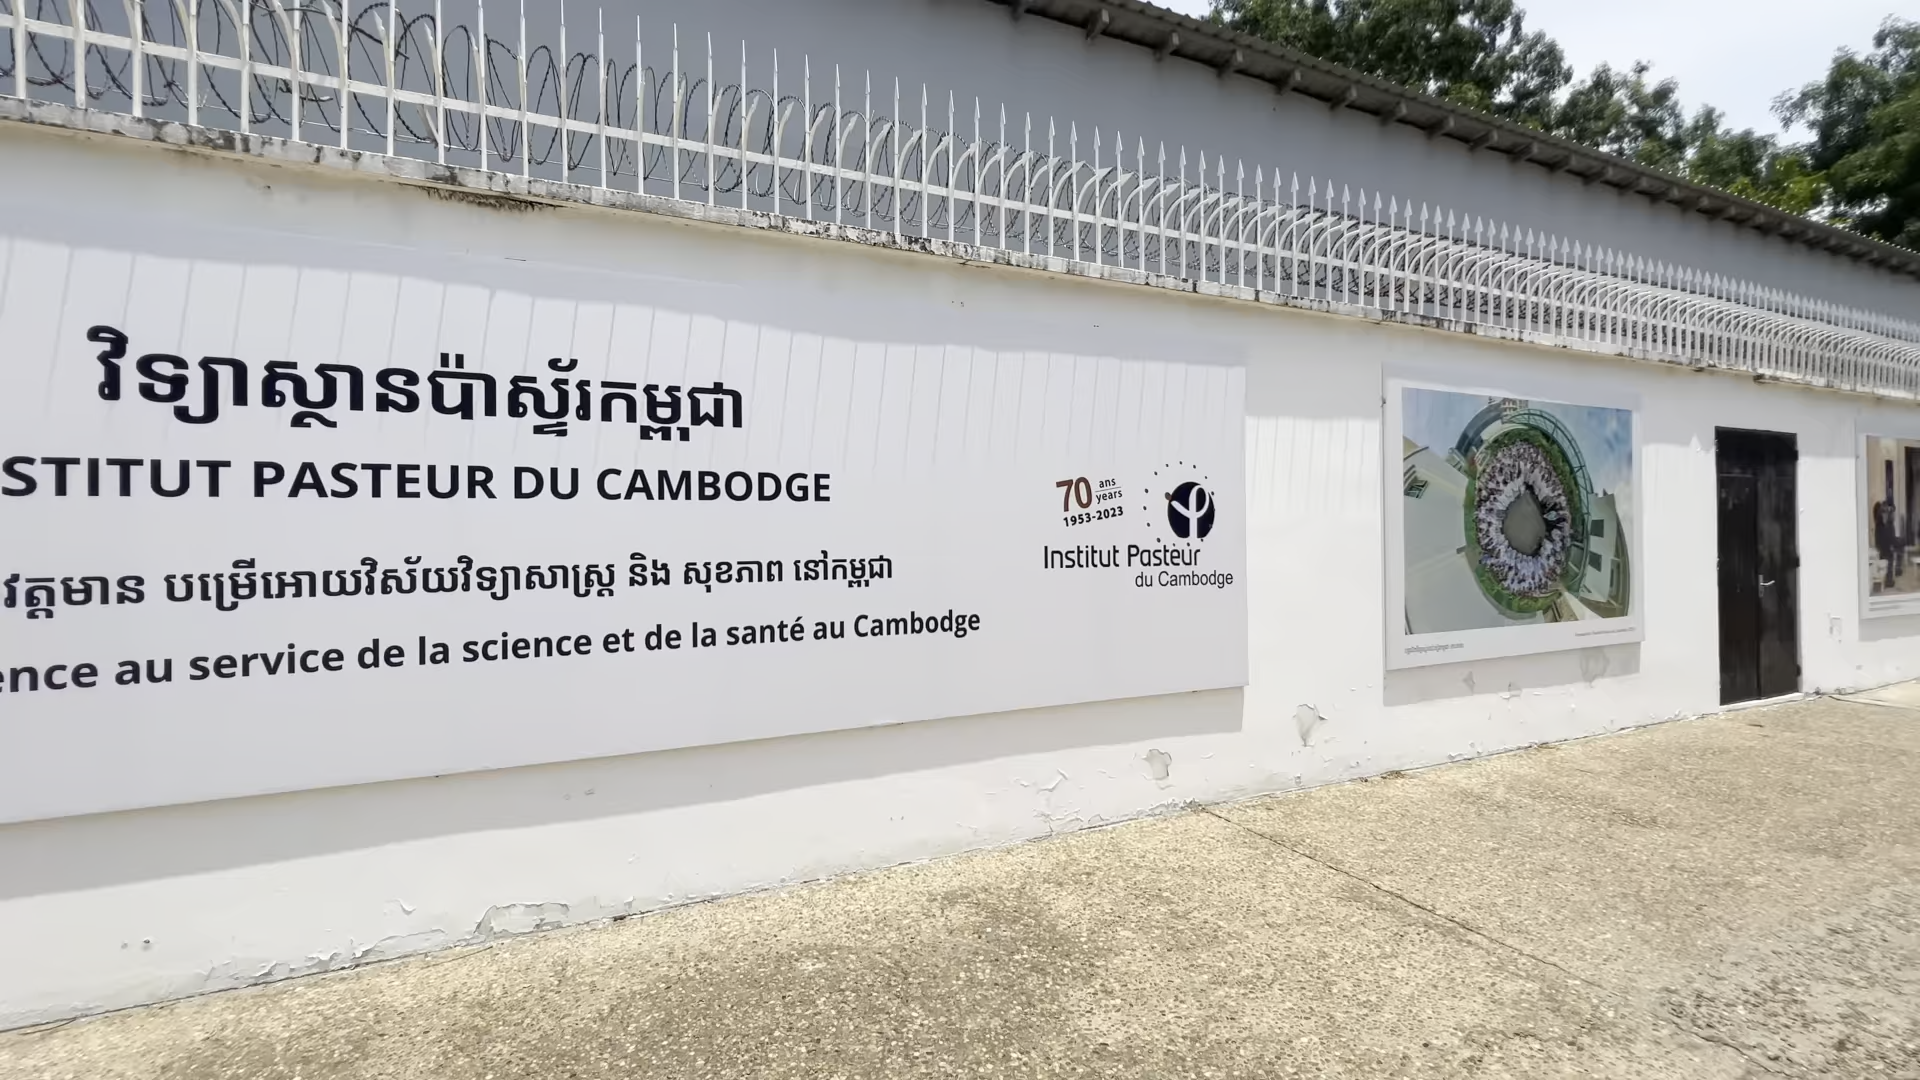 វិទ្យាស្ថានប៉ាស្ទ័រកម្ពុជា
STITUT PASTEUR DU CAMBODGE
វត្តមាន បម្រើអោយវិស័យវិទ្យាសាស្ត្រ និង សុខភាព នៅកម្ពុជា
ence au service de la science et de la santé au Cambodge
70 ans
years
1953-2023
Institut Pasteur
du Cambodge